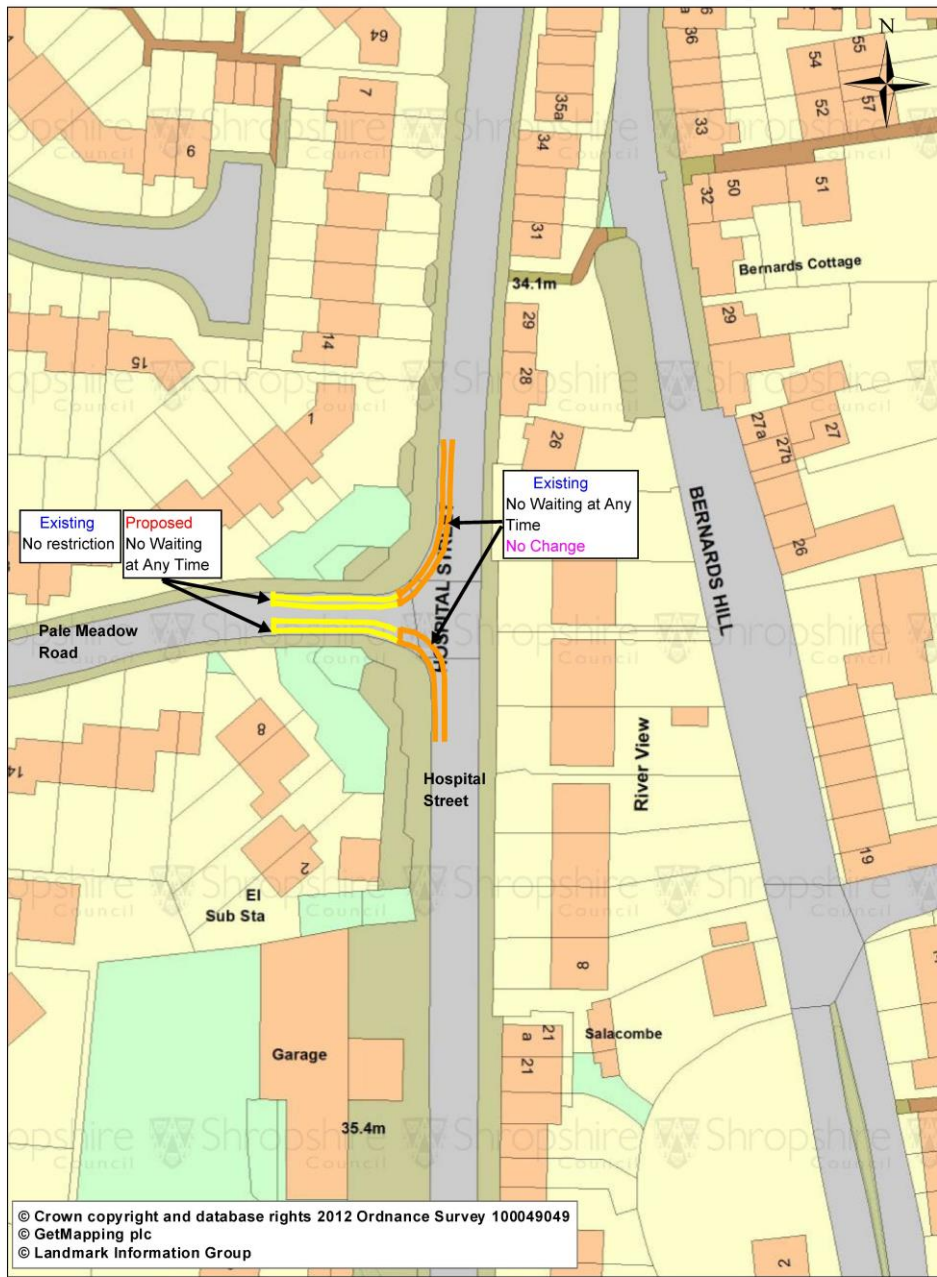 64
7
9
N
36
35a
34
33
31
54
55
52
57
50
51
32
34.1m
Bernards Cottage
29
14
15
29
28
1
26
27a
27
27b
26
Existing
No restriction
Proposed
No Waiting
at Any Time
Existing
No Waiting at Any
Time
No Change
HOSPITAL STREET
BERNARDS HILL
Pale Meadow
Road
8
14
Hospital
Street
River View
2
19
El
Sub Sta
8
Garage
21
a
21
Salacombe
35.4m
2
Shropshire
Council
© Crown copyright and database rights 2012 Ordnance Survey 100049049
© GetMapping plc
© Landmark Information Group